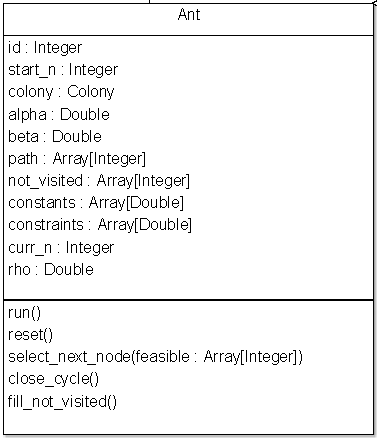 Ant
id : Integer
start_n : Integer
colony : Colony
alpha : Double
beta : Double
path : Array[Integer]
not_visited : Array[Integer]
constants : Array[Double]
constraints : Array[Double]
curr_n : Integer
rho : Double
run()
reset()
select_next_node(feasible : Array[Integer])
close_cycle()
fill_not_visited()